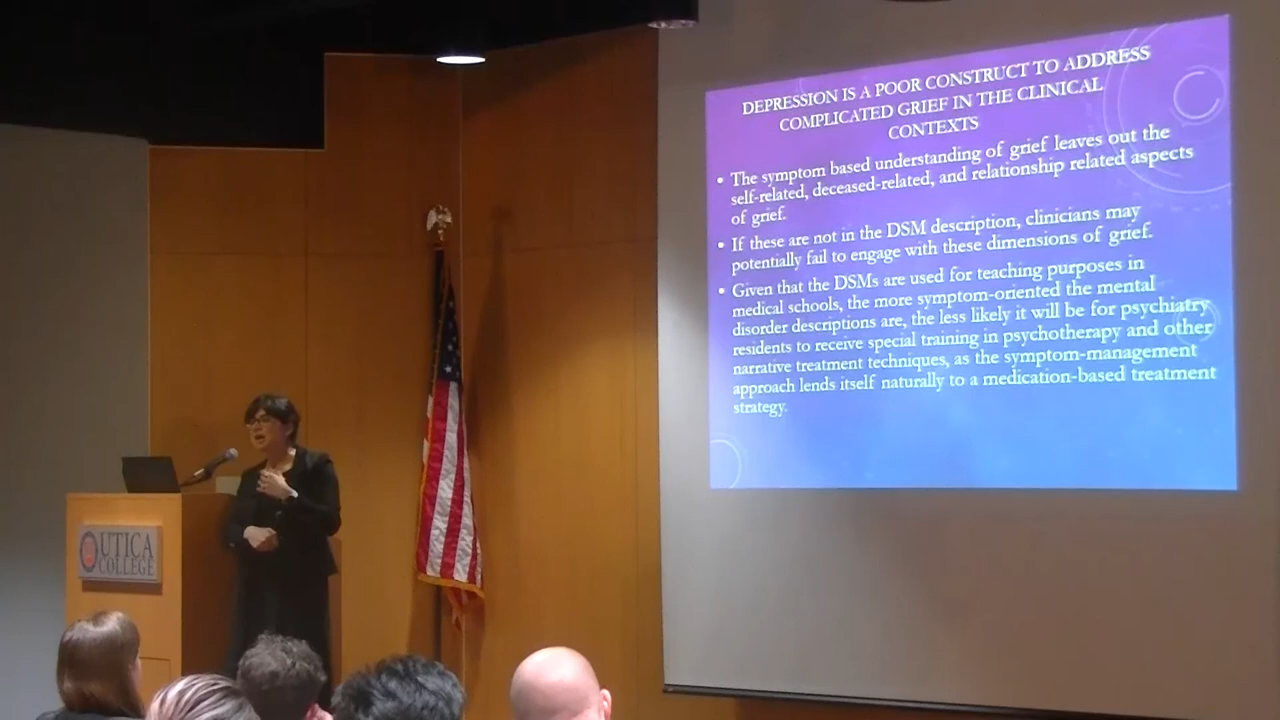 DEPRESSION IS A POOR CONSTRUCT TO ADDRESS
COMPLICATED GRIEF IN THE CLINICAL
CONTEXTS
• The symptom based understanding of grief leaves out the
self-related, deceased-related, and relationship related aspects
of grief.
• If these are not in the DSM description, clinicians may
potentially fail to engage with these dimensions of grief.
• Given that the DSMs are used for teaching purposes in
medical schools, the more symptom-oriented the mental
disorder descriptions are, the less likely it will be for psychiatry
residents to receive special training in psychotherapy and other
narrative treatment techniques, as the symptom-management
approach lends itself naturally to a medication-based treatment
strategy.
UTICA
COLLEGE